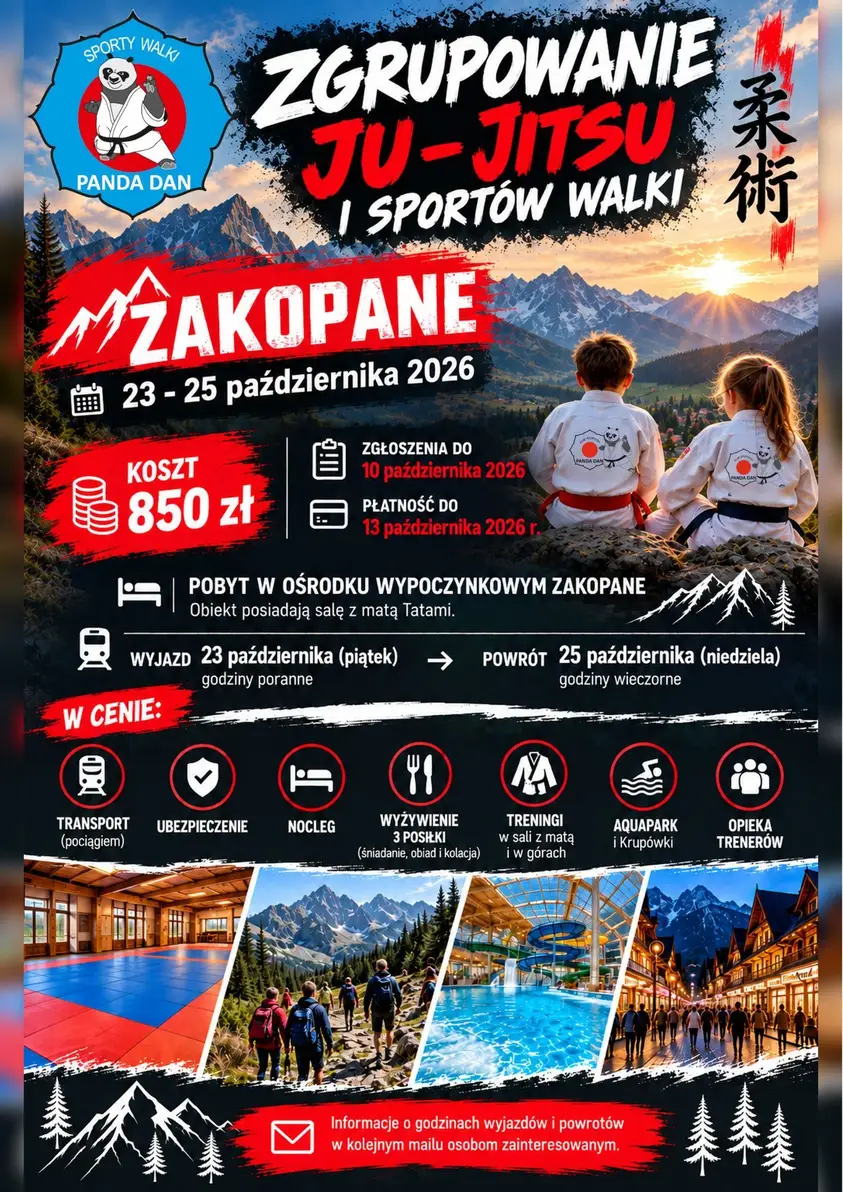 SPORTY WALKI
PANDA DAN
ZGRUPOWANIE
JU-JITSU
I SPORTÓW WALKI
柔術
ZAKOPANE
23 - 25 października 2026
KOSZT
850 zł
ZGŁOSZENIA DO
10 października 2026
PŁATNOŚĆ DO
13 października 2026 r.
PANDA DAN
PANDA DAN
POBYT W OŚRODKU WYPOCZYNKOWYM ZAKOPANE
Obiekt posiadają salę z matą Tatami.
WYJAZD 23 października (piątek)
godziny poranne
POWRÓT 25 października (niedziela)
godziny wieczorne
W CENIE:
TRANSPORT
(pociągiem)
UBEZPIECZENIE
NOCLEG
WYŻYWIENIE
3 POSIŁKI
(śniadanie, obiad i kolacja)
TRENINGI
w sali z matą
i w górach
AQUAPARK
i Krupówki
OPIEKA
TRENERÓW
Informacje o godzinach wyjazdów i powrotów
w kolejnym mailu osobom zainteresowanym.